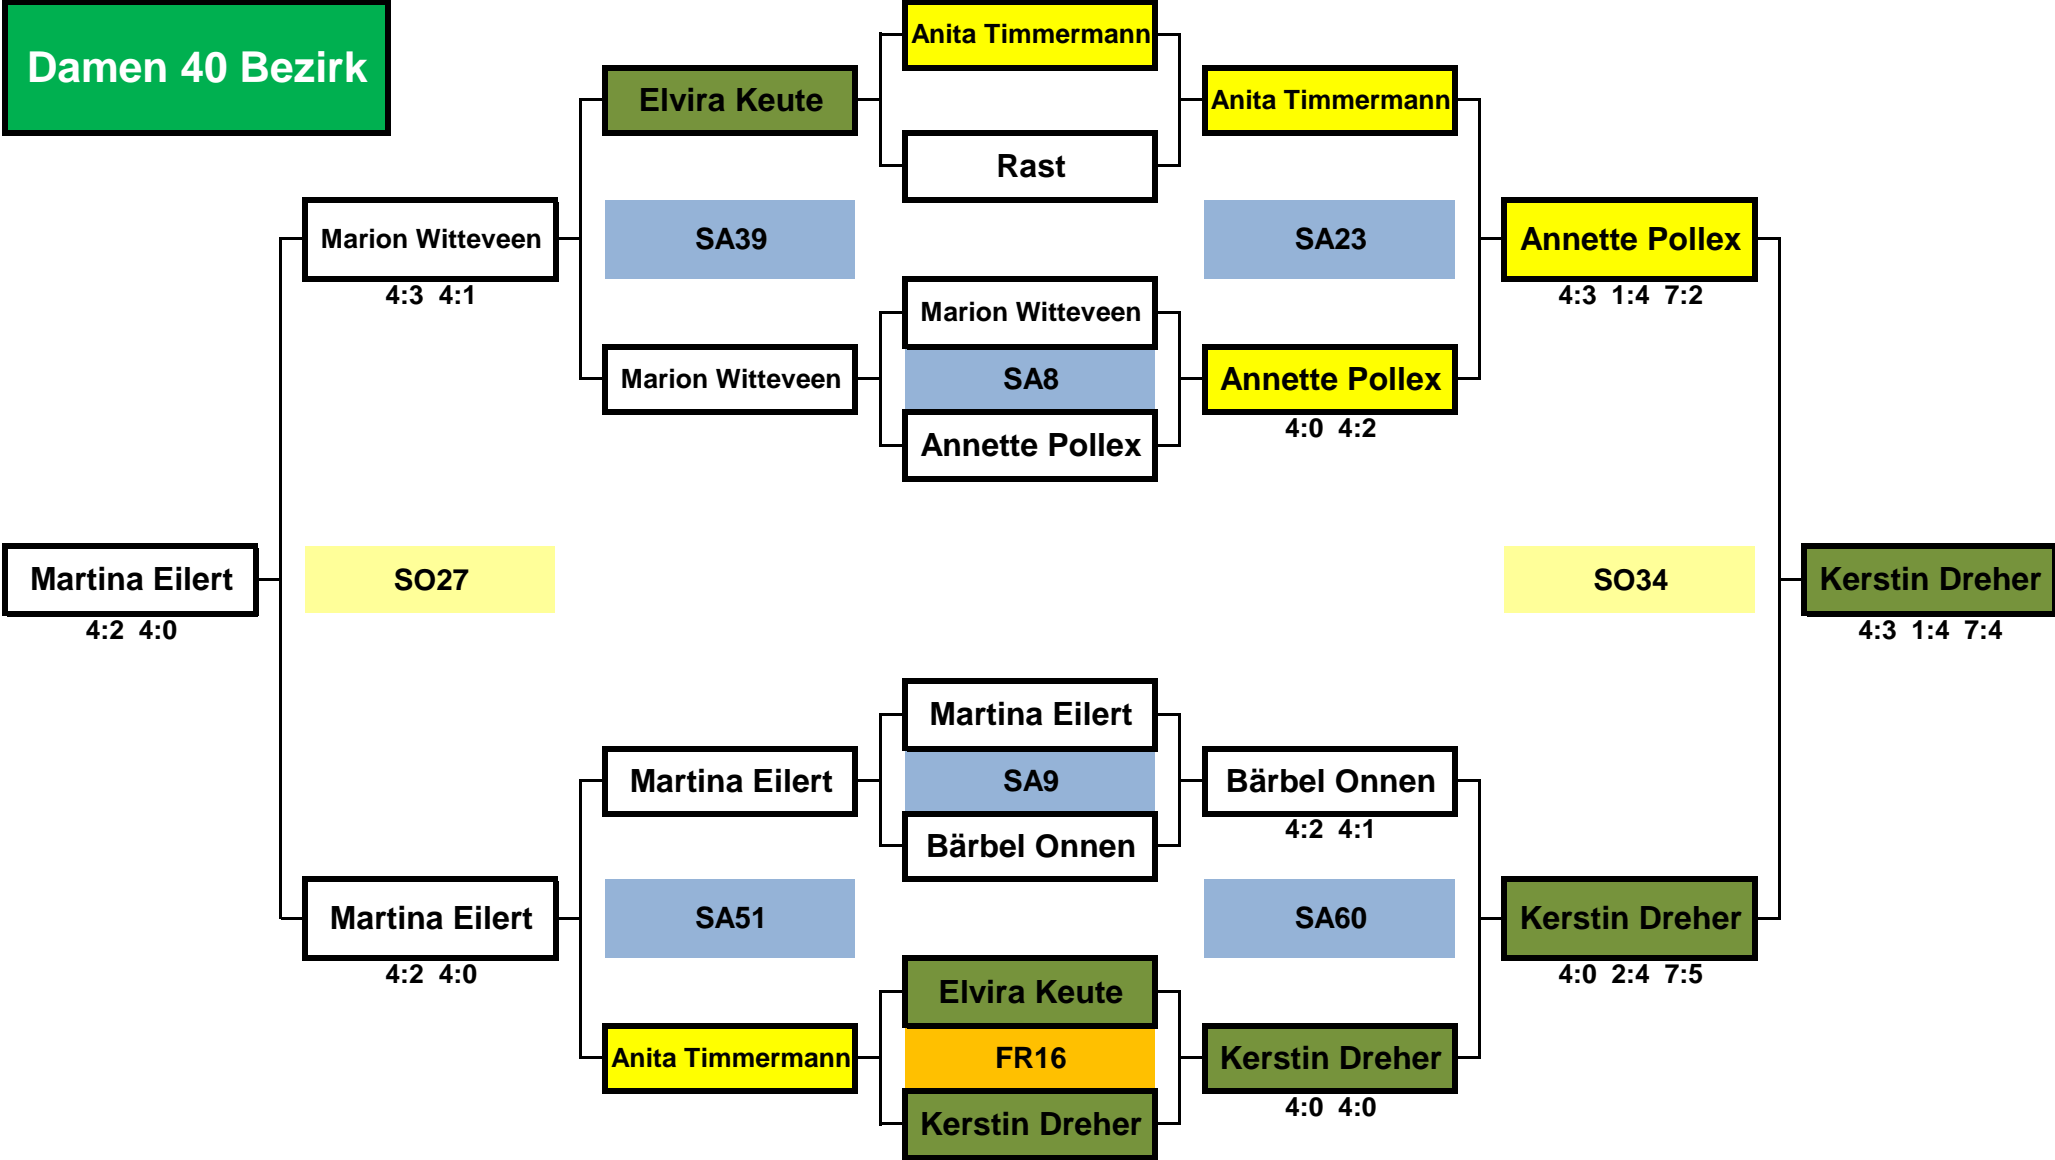 Damen 40 Bezirk
Anita Timmermann
Elvira Keute
Anita Timmermann
Rast
Marion Witteveen
SA39
SA23
Annette Pollex
4:3 4:1
4:3 1:4 7:2
Marion Witteveen
Marion Witteveen
SA8
Annette Pollex
4:0 4:2
Annette Pollex
Martina Eilert
SO27
SO34
Kerstin Dreher
4:2 4:0
4:3 1:4 7:4
Martina Eilert
Martina Eilert
SA9
Bärbel Onnen
4:2 4:1
Bärbel Onnen
Martina Eilert
SA51
SA60
Kerstin Dreher
4:2 4:0
4:0 2:4 7:5
Elvira Keute
Anita Timmermann
FR16
Kerstin Dreher
4:0 4:0
Kerstin Dreher